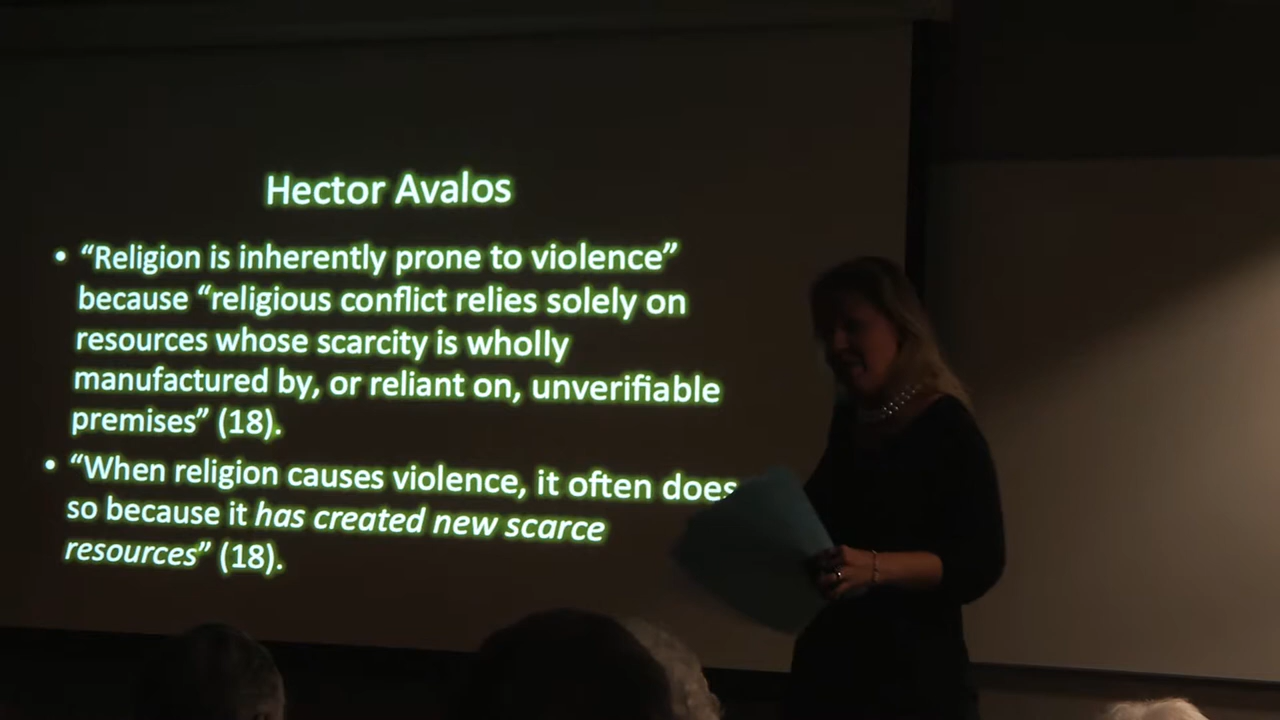 Hector Avalos
• “Religion is inherently prone to violence”
because “religious conflict relies solely on
resources whose scarcity is wholly
manufactured by, or reliant on, unverifiable
premises” (18).
• “When religion causes violence, it often does
so because it has created new scarce
resources” (18).